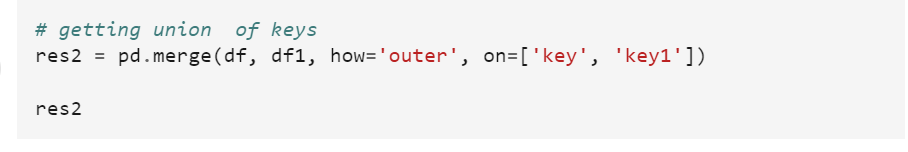 # getting union  of keys
res2 = pd.merge(df, df1, how='outer', on=['key', 'key1'])
res2